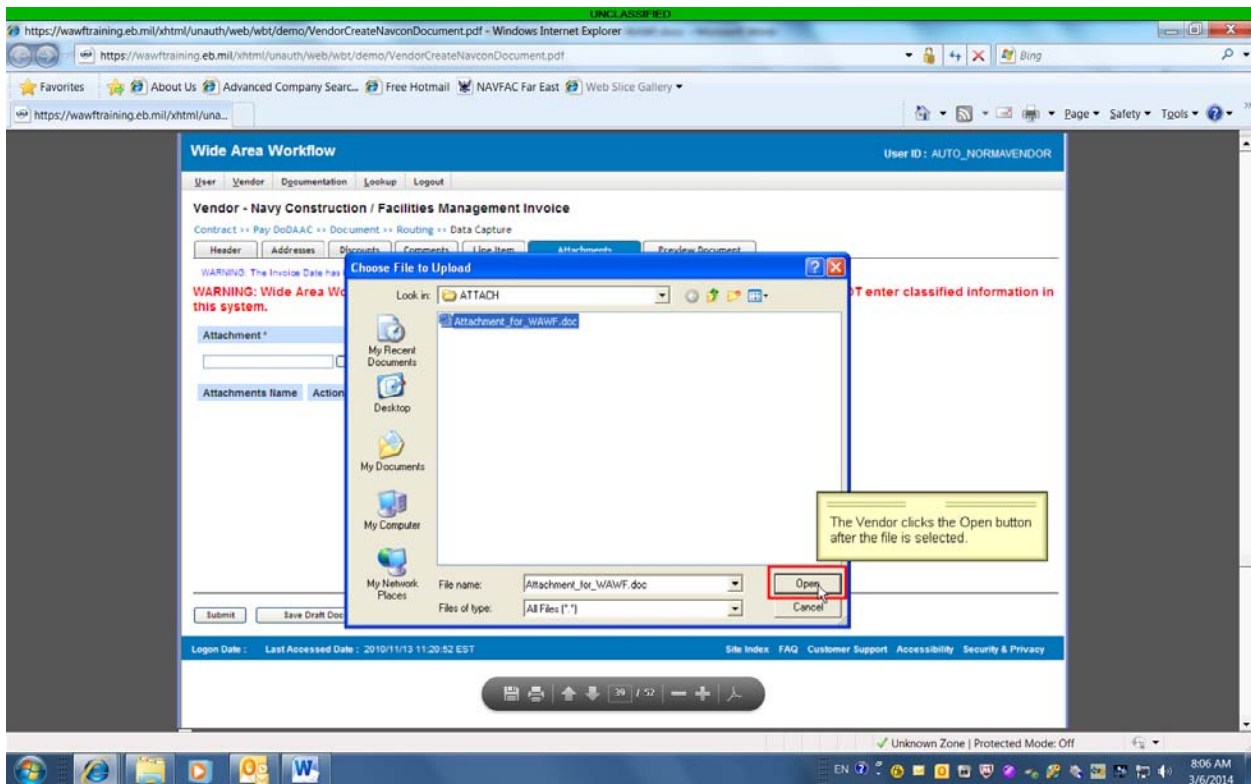 UNCLASSIFIED
https://wawftraining.eb.mil/xhtml/unauth/web/wbt/demo/VendorCreateNavconDocument.pdf - Windows Internet Explorer
https://wawftraining.eb.mil/xhtml/unauth/web/wbt/demo/VendorCreateNavconDocument.pdf
Bing
Favorites About Us Advanced Company Searc... Free Hotmail NAVFAC Far East Web Slice Gallery
https://wawftraining.eb.mil/xhtml/una...
Page Safety Tools
Wide Area Workflow
User ID : AUTO_NORMAVENDOR
User Vendor Documentation Lookup Logout
Vendor - Navy Construction / Facilities Management Invoice
Contract >> Pay DoDAAC >> Document >> Routing >> Data Capture
Header Addresses Discounts Comments Line Item Attachments Preview Document
WARNING: The Invoice Date has
WARNING: Wide Area Wo
T enter classified information in
this system.
Attachment *
Attachments Name Action
Choose File to Upload
Look in: ATTACH
Attachment_for_WAWF.doc
My Recent
Documents
Desktop
My Documents
My Computer
My Network
Places
File name: Attachment_for_WAWF.doc Open
Files of type: All Files (*.*) Cancel
The Vendor clicks the Open button
after the file is selected.
Submit Save Draft Doc
Logon Date : Last Accessed Date : 2010/11/13 11:20:52 EST
Site Index FAQ Customer Support Accessibility Security & Privacy
39 / 52
Unknown Zone | Protected Mode: Off
EN
8:06 AM
3/6/2014